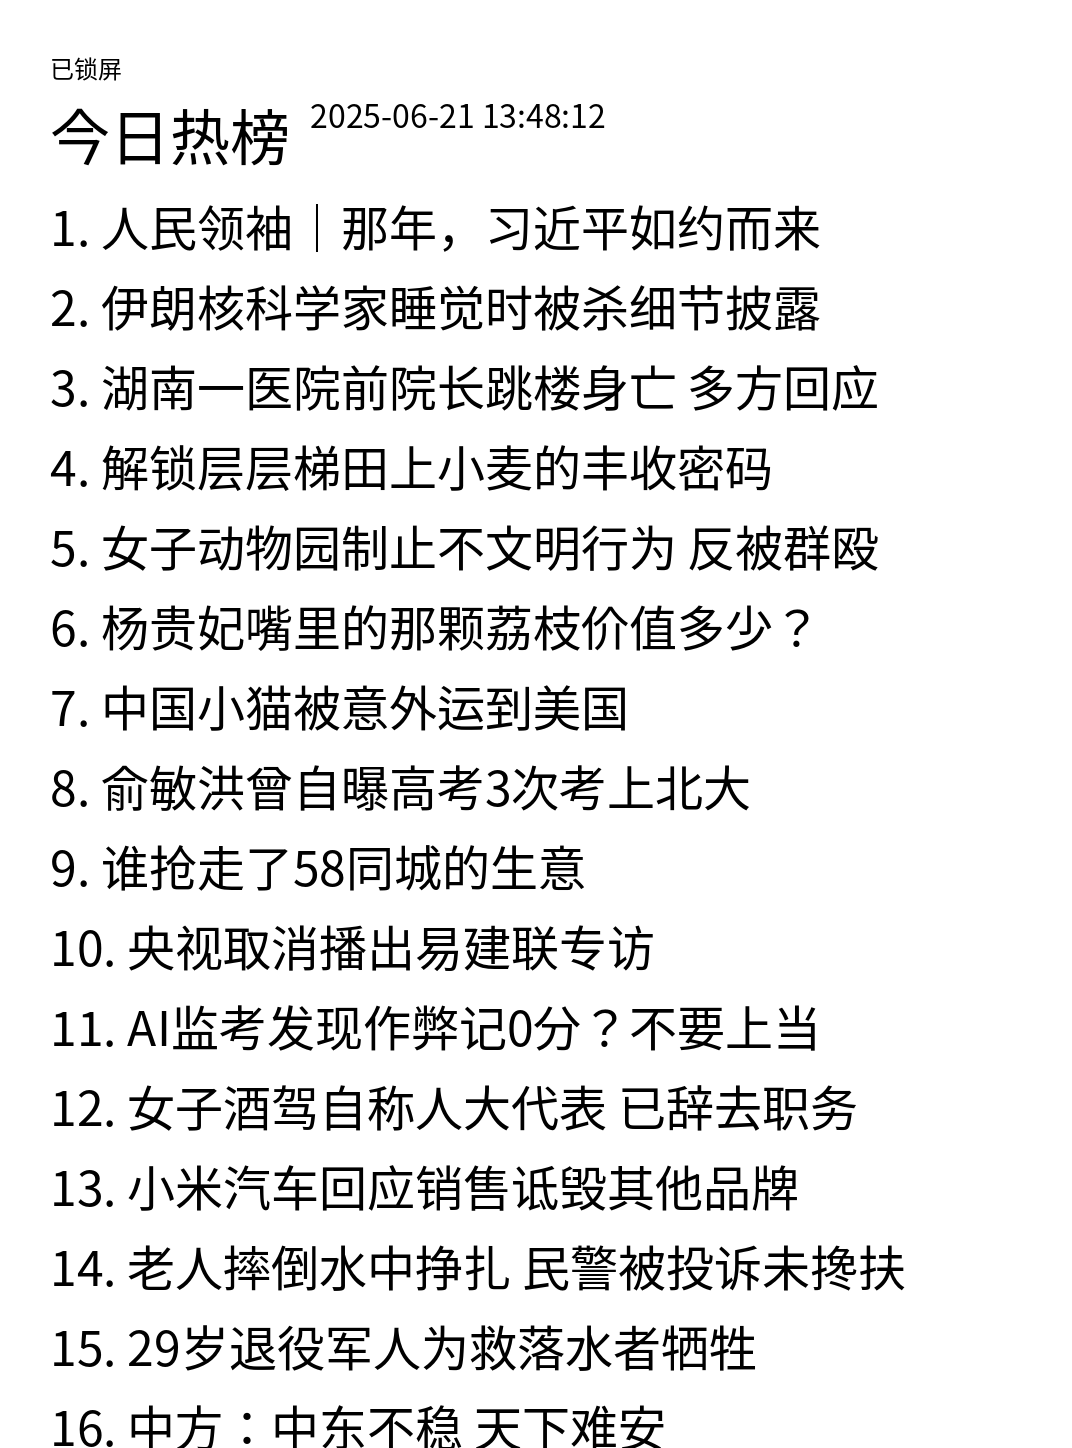 已锁屏
今日热榜 2025-06-21 13:48:12
1. 人民领袖｜那年，习近平如约而来
2. 伊朗核科学家睡觉时被杀细节披露
3. 湖南一医院前院长跳楼身亡 多方回应
4. 解锁层层梯田上小麦的丰收密码
5. 女子动物园制止不文明行为 反被群殴
6. 杨贵妃嘴里的那颗荔枝价值多少？
7. 中国小猫被意外运到美国
8. 俞敏洪曾自曝高考3次考上北大
9. 谁抢走了58同城的生意
10. 央视取消播出易建联专访
11. AI监考发现作弊记0分？不要上当
12. 女子酒驾自称人大代表 已辞去职务
13. 小米汽车回应销售诋毁其他品牌
14. 老人摔倒水中挣扎 民警被投诉未搀扶
15. 29岁退役军人为救落水者牺牲
16. 中方：中东不稳 天下难安